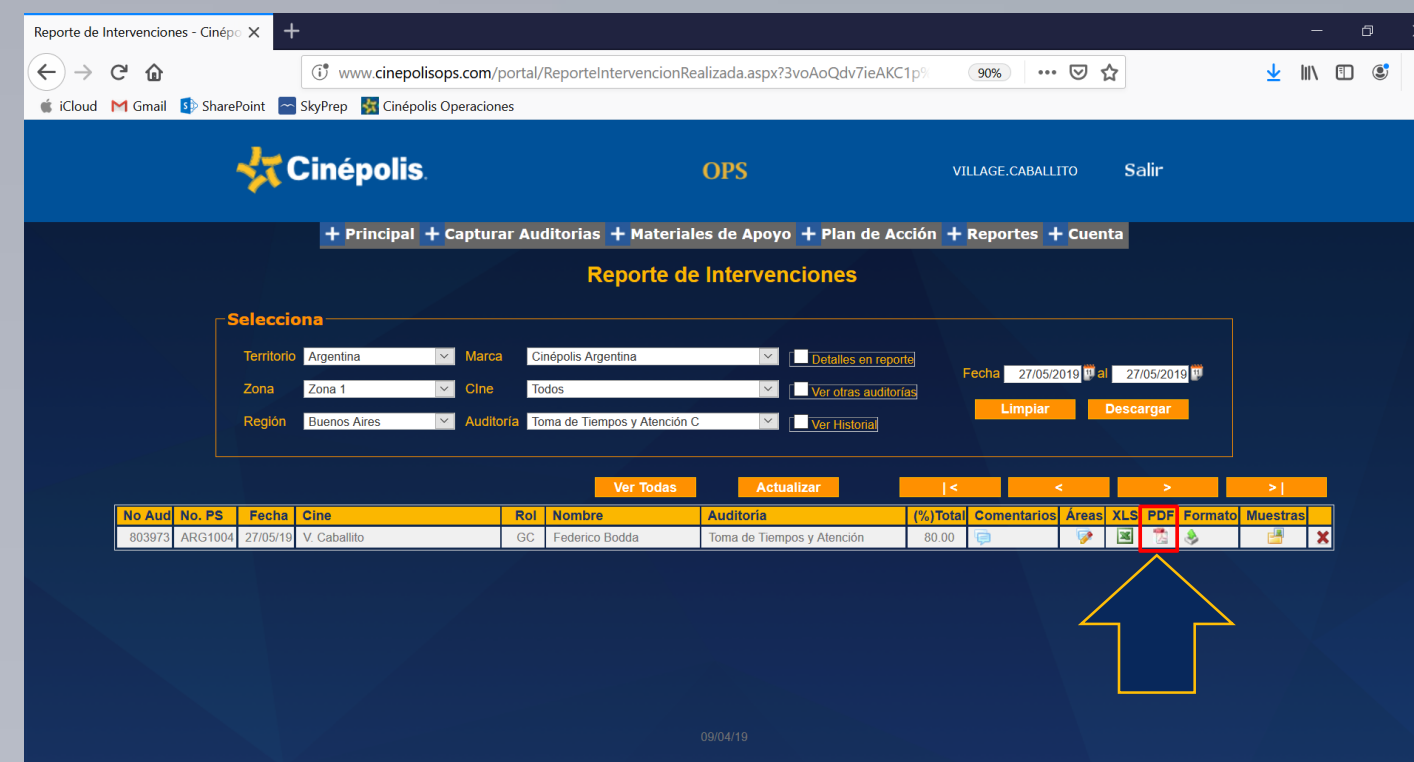 Reporte de Intervenciones - Cinépo
www.cinepolisops.com/portal/ReporteIntervencionRealizada.aspx?3voAoQdv7ieAKC1p% 90%
iCloud Gmail SharePoint SkyPrep Cinépolis Operaciones
Cinépolis. OPS VILLAGE.CABALLITO Salir
+ Principal + Capturar Auditorias + Materiales de Apoyo + Plan de Acción + Reportes + Cuenta
Reporte de Intervenciones
Selecciona
Territorio Argentina Marca Cinépolis Argentina Detalles en reporte
Fecha 27/05/2019 al 27/05/2019
Zona Zona 1 CIne Todos Ver otras auditorías
Limpiar Descargar
Región Buenos Aires Auditoría Toma de Tiempos y Atención C Ver Historial
Ver Todas Actualizar |< < > >|
No Aud No. PS Fecha Cine Rol Nombre Auditoría (%)Total Comentarios Áreas XLS PDF Formato Muestras
803973 ARG1004 27/05/19 V. Caballito GC Federico Bodda Toma de Tiempos y Atención 80.00
09/04/19